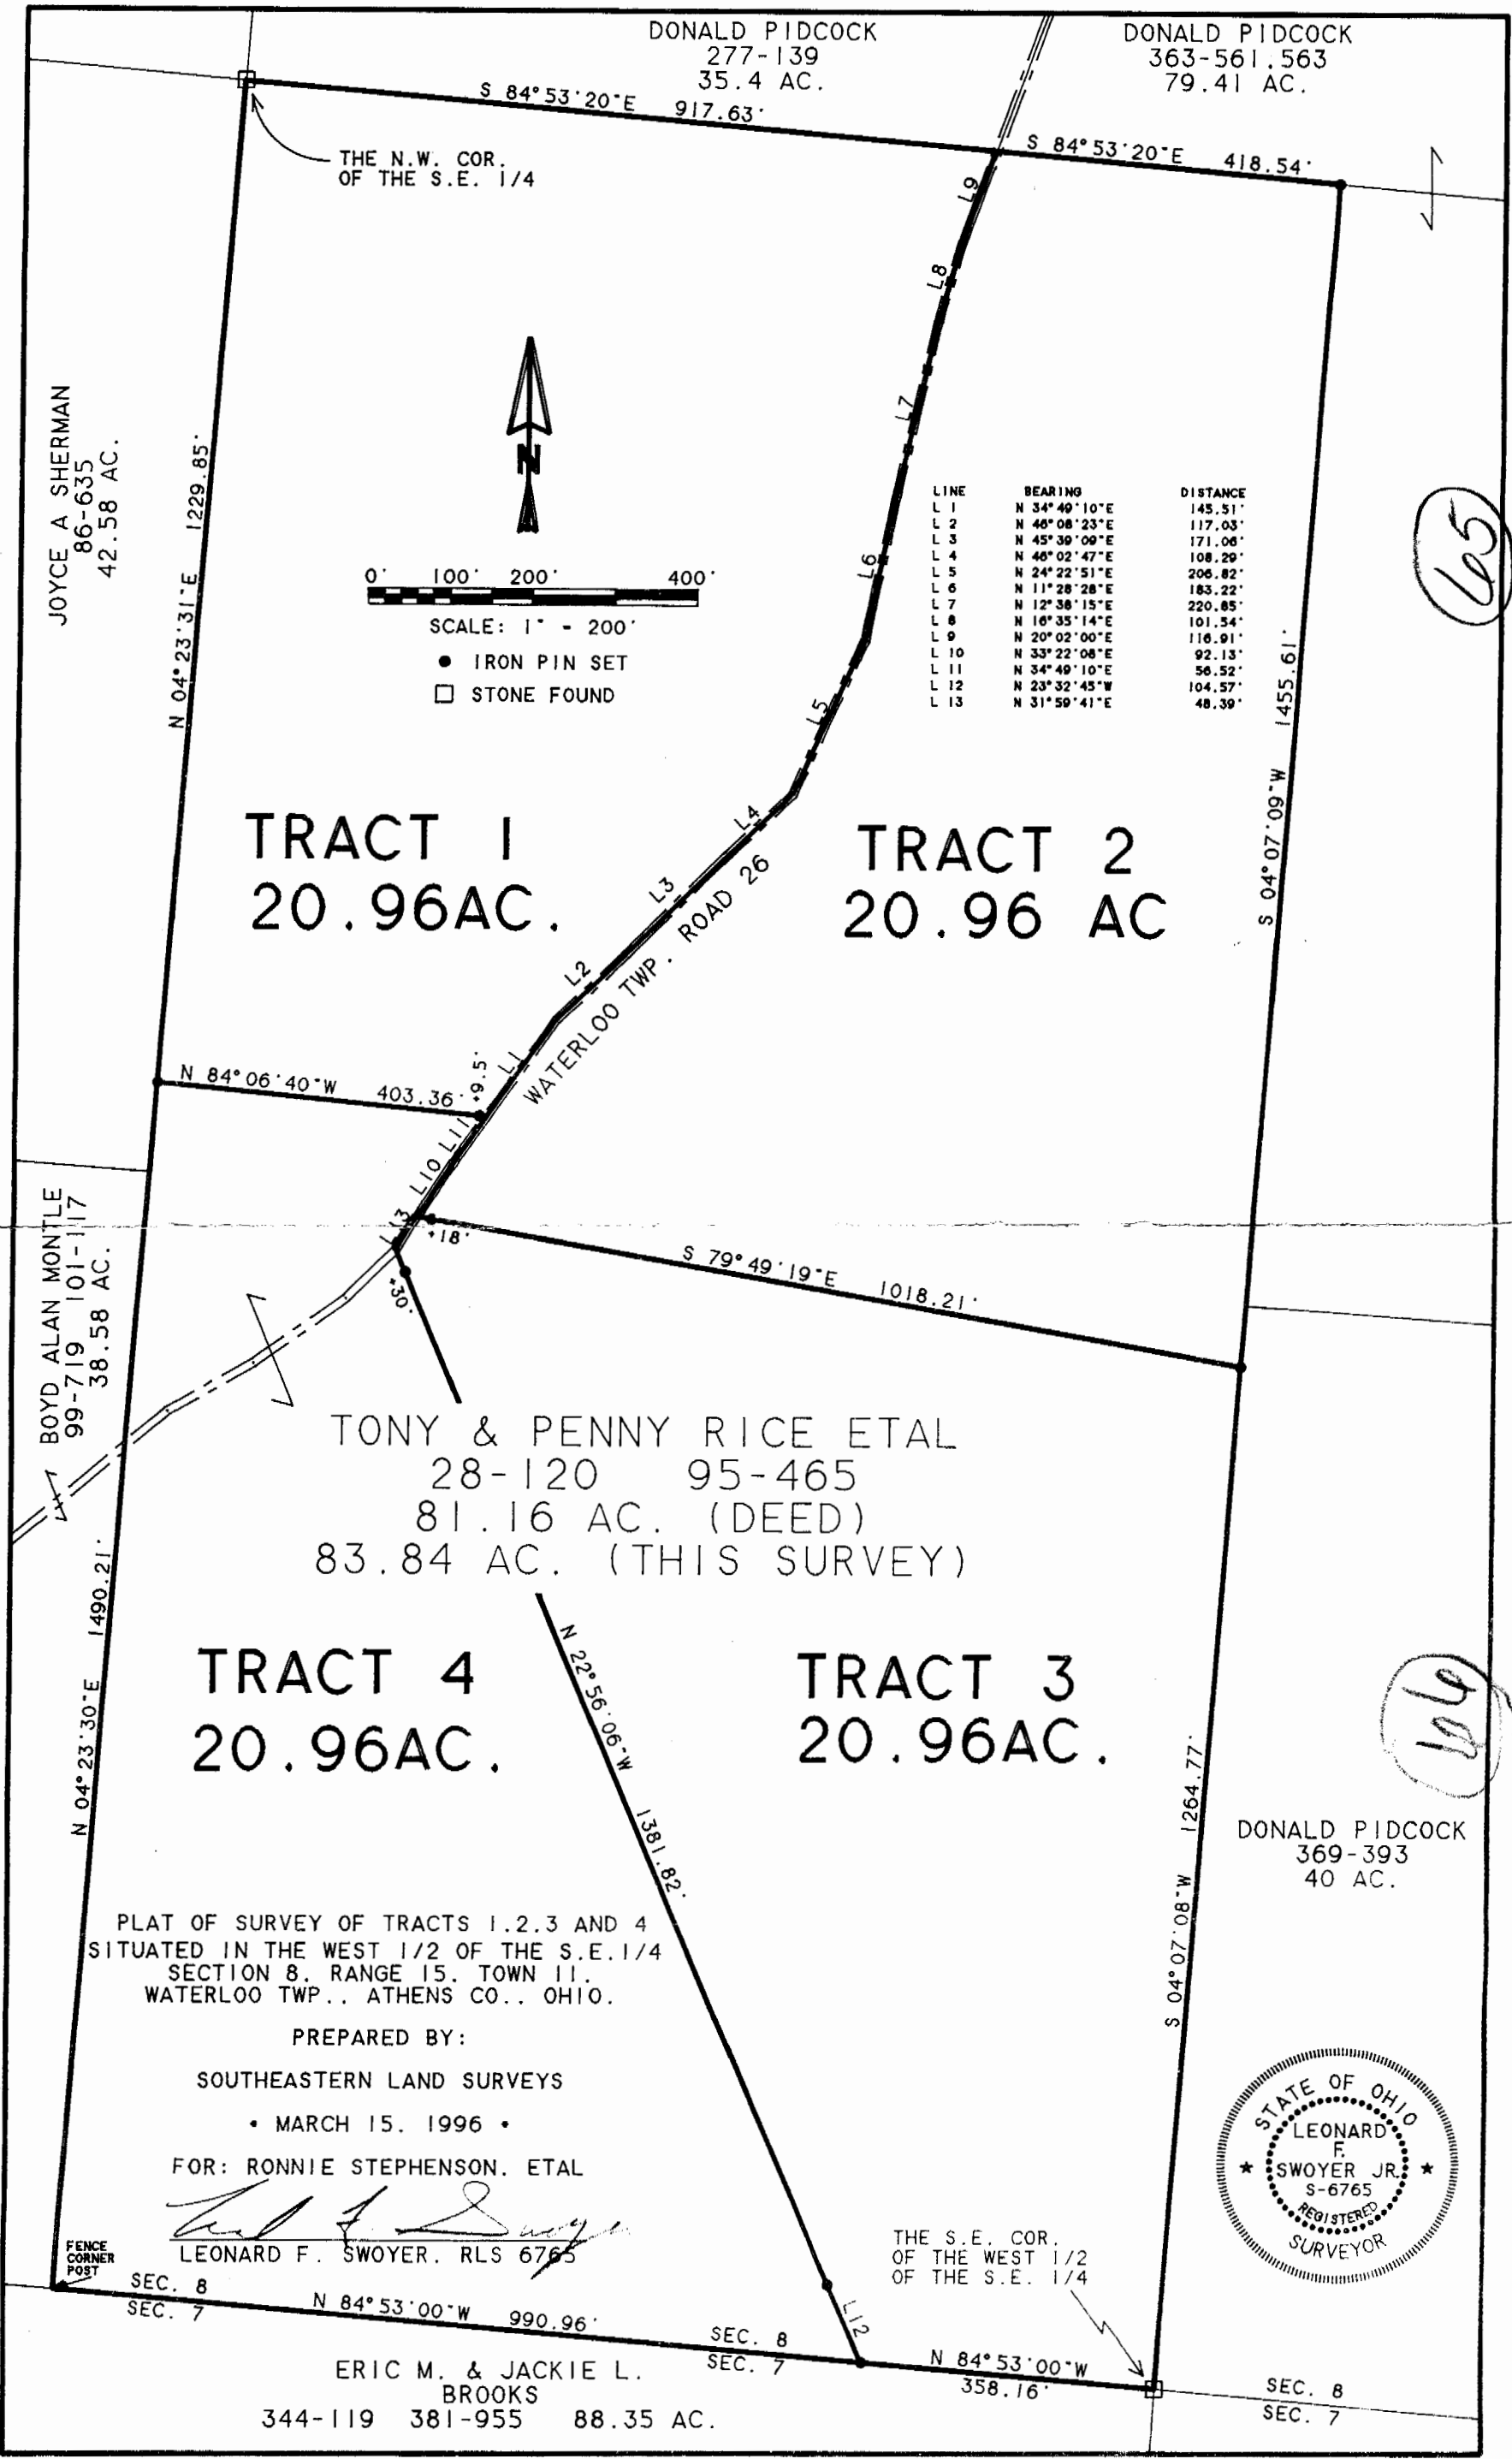 DONALD PIDCOCK
277-139
35.4 AC.
DONALD PIDCOCK
363-561.563
79.41 AC.
S 84°53'20"E 917.63'
S 84°53'20"E 418.54'
THE N.W. COR.
OF THE S.E. 1/4
L9
L8
L7
L6
L5
L4
L3
L2
L1
JOYCE A SHERMAN
86-635
42.58 AC.
N 04°23'31"E 1229.85'
N
0' 100' 200' 400'
SCALE: 1" - 200'
● IRON PIN SET
□ STONE FOUND
LINE BEARING DISTANCE
L 1 N 34°49'10"E 145.51'
L 2 N 46°08'23"E 117.03'
L 3 N 45°39'09"E 171.06'
L 4 N 46°02'47"E 108.29'
L 5 N 24°22'51"E 206.82'
L 6 N 11°28'28"E 183.22'
L 7 N 12°38'15"E 220.65'
L 8 N 16°35'14"E 101.54'
L 9 N 20°02'00"E 116.91'
L 10 N 33°22'08"E 92.13'
L 11 N 34°49'10"E 56.52'
L 12 N 23°32'45"W 104.57'
L 13 N 31°59'41"E 48.39'
65
S 04°07'09"W 1455.61'
TRACT 1
20.96AC.
TRACT 2
20.96 AC
WATERLOO TWP. ROAD 26
N 84°06'40"W 403.36'
+9.5'
L10 L11
L13
+18'
+30'
S 79°49'19"E 1018.21'
BOYD ALAN MONTLE
99-719 101-117
38.58 AC.
TONY & PENNY RICE ETAL
28-120 95-465
81.16 AC. (DEED)
83.84 AC. (THIS SURVEY)
N 04°23'30"E 1490.21'
TRACT 4
20.96AC.
N 22°56'06"W 1381.82'
TRACT 3
20.96AC.
66
S 04°07'08"W 1264.77'
DONALD PIDCOCK
369-393
40 AC.
PLAT OF SURVEY OF TRACTS 1.2.3 AND 4
SITUATED IN THE WEST 1/2 OF THE S.E.1/4
SECTION 8. RANGE 15. TOWN 11.
WATERLOO TWP.. ATHENS CO.. OHIO.
PREPARED BY:
SOUTHEASTERN LAND SURVEYS
• MARCH 15. 1996 •
FOR: RONNIE STEPHENSON. ETAL
LEONARD F. SWOYER. RLS 6765
STATE OF OHIO
LEONARD
F.
SWOYER JR.
S-6765
REGISTERED
SURVEYOR
FENCE
CORNER
POST
THE S.E. COR.
OF THE WEST 1/2
OF THE S.E. 1/4
SEC. 8
SEC. 7
N 84°53'00"W 990.96'
SEC. 8
SEC. 7
L12
N 84°53'00"W
358.16'
SEC. 8
SEC. 7
ERIC M. & JACKIE L.
BROOKS
344-119 381-955 88.35 AC.